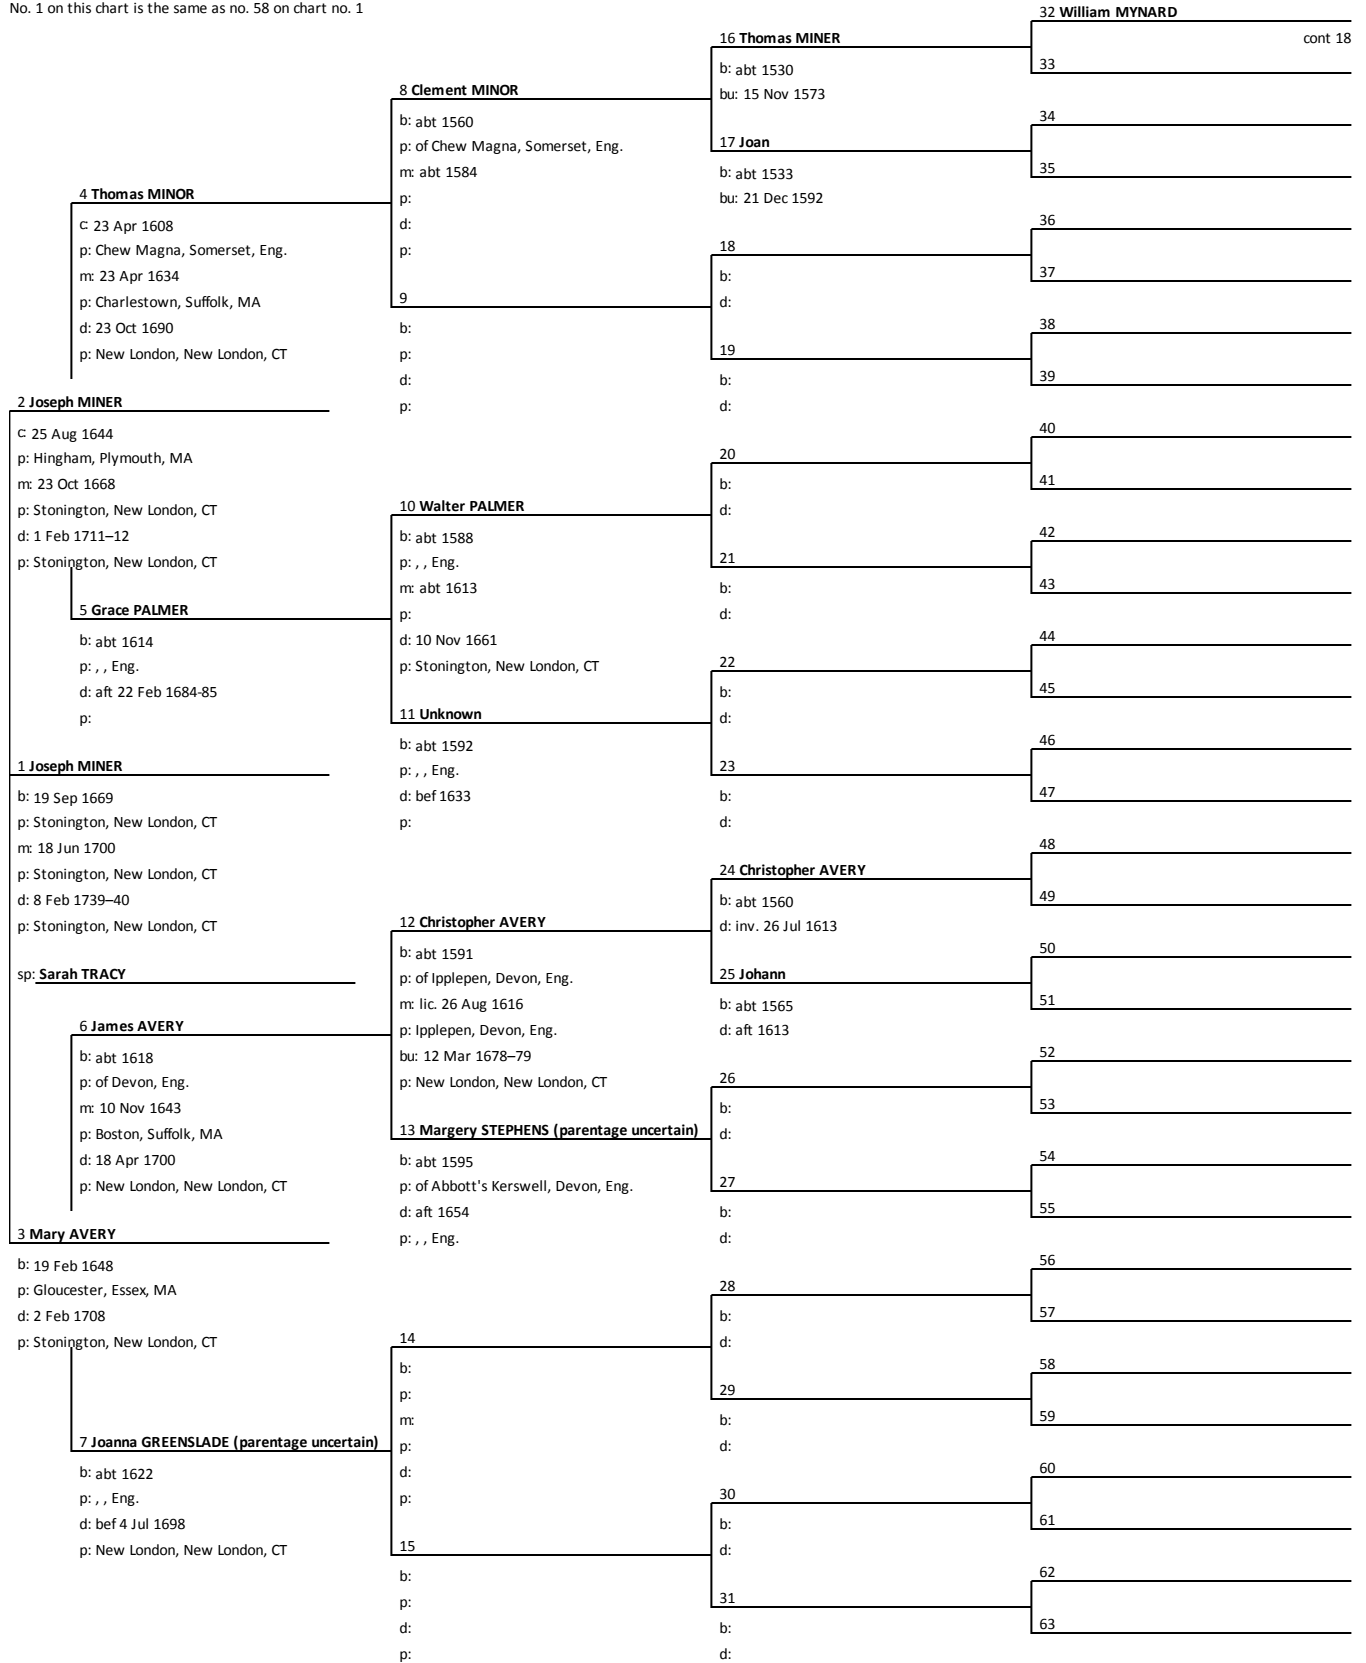 No. 1 on this chart is the same as no. 58 on chart no. 1
2 Joseph MINER
c: 25 Aug 1644
p: Hingham, Plymouth, MA
m: 23 Oct 1668
p: Stonington, New London, CT
d: 1 Feb 1711–12
p: Stonington, New London, CT
1 Joseph MINER
b: 19 Sep 1669
p: Stonington, New London, CT
m: 18 Jun 1700
p: Stonington, New London, CT
d: 8 Feb 1739–40
p: Stonington, New London, CT
sp: Sarah TRACY
3 Mary AVERY
b: 19 Feb 1648
p: Gloucester, Essex, MA
d: 2 Feb 1708
p: Stonington, New London, CT
4 Thomas MINOR
c: 23 Apr 1608
p: Chew Magna, Somerset, Eng.
m: 23 Apr 1634
p: Charlestown, Suffolk, MA
d: 23 Oct 1690
p: New London, New London, CT
5 Grace PALMER
b: abt 1614
p: , , Eng.
d: aft 22 Feb 1684-85
p:
6 James AVERY
b: abt 1618
p: of Devon, Eng.
m: 10 Nov 1643
p: Boston, Suffolk, MA
d: 18 Apr 1700
p: New London, New London, CT
7 Joanna GREENSLADE (parentage uncertain)
b: abt 1622
p: , , Eng.
d: bef 4 Jul 1698
p: New London, New London, CT
8 Clement MINOR
b: abt 1560
p: of Chew Magna, Somerset, Eng.
m: abt 1584
p:
d:
p:
9
b:
p:
d:
p:
10 Walter PALMER
b: abt 1588
p: , , Eng.
m: abt 1613
p:
d: 10 Nov 1661
p: Stonington, New London, CT
11 Unknown
b: abt 1592
p: , , Eng.
d: bef 1633
p:
12 Christopher AVERY
b: abt 1591
p: of Ipplepen, Devon, Eng.
m: lic. 26 Aug 1616
p: Ipplepen, Devon, Eng.
bu: 12 Mar 1678–79
p: New London, New London, CT
13 Margery STEPHENS (parentage uncertain)
b: abt 1595
p: of Abbott's Kerswell, Devon, Eng.
d: aft 1654
p: , , Eng.
14
b:
p:
m:
p:
d:
p:
15
b:
p:
d:
p:
16 Thomas MINER
b: abt 1530
bu: 15 Nov 1573
17 Joan
b: abt 1533
bu: 21 Dec 1592
18
b:
d:
19
b:
d:
20
b:
d:
21
b:
d:
22
b:
d:
23
b:
d:
24 Christopher AVERY
b: abt 1560
d: inv. 26 Jul 1613
25 Johann
b: abt 1565
d: aft 1613
26
b:
d:
27
b:
d:
28
b:
d:
29
b:
d:
30
b:
d:
31
b:
d:
32 William MYNARD
cont 18
33
34
35
36
37
38
39
40
41
42
43
44
45
46
47
48
49
50
51
52
53
54
55
56
57
58
59
60
61
62
63